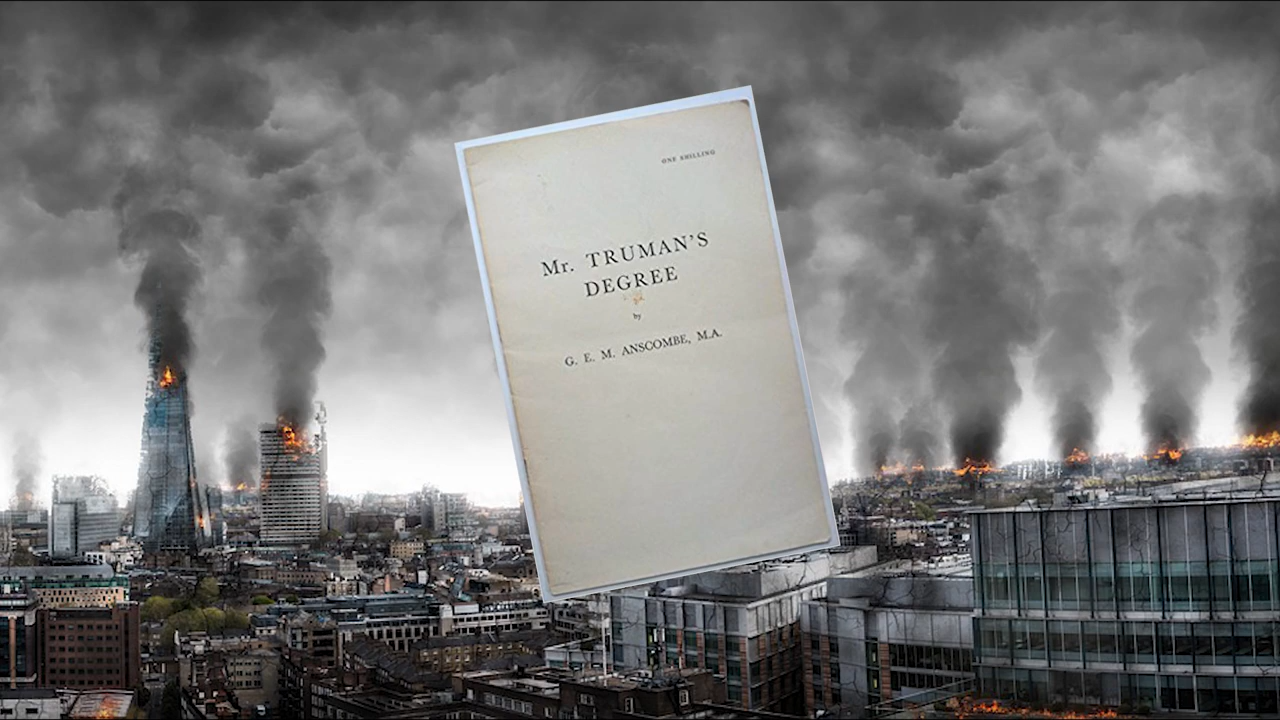 ONE SHILLING
Mr. TRUMAN'S
DEGREE
by
G. E. M. ANSCOMBE, M.A.